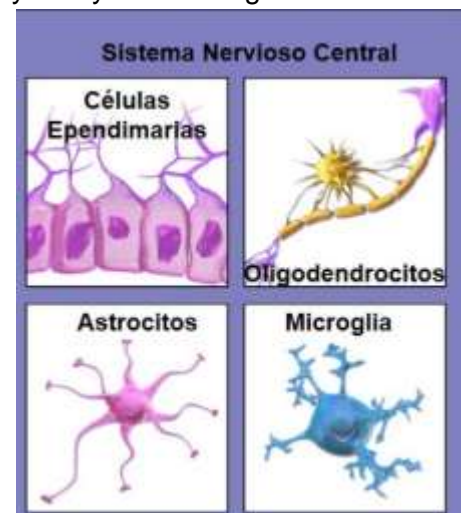 Sistema Nervioso Central
Células
Ependimarias
Oligodendrocitos
Astrocitos
Microglia